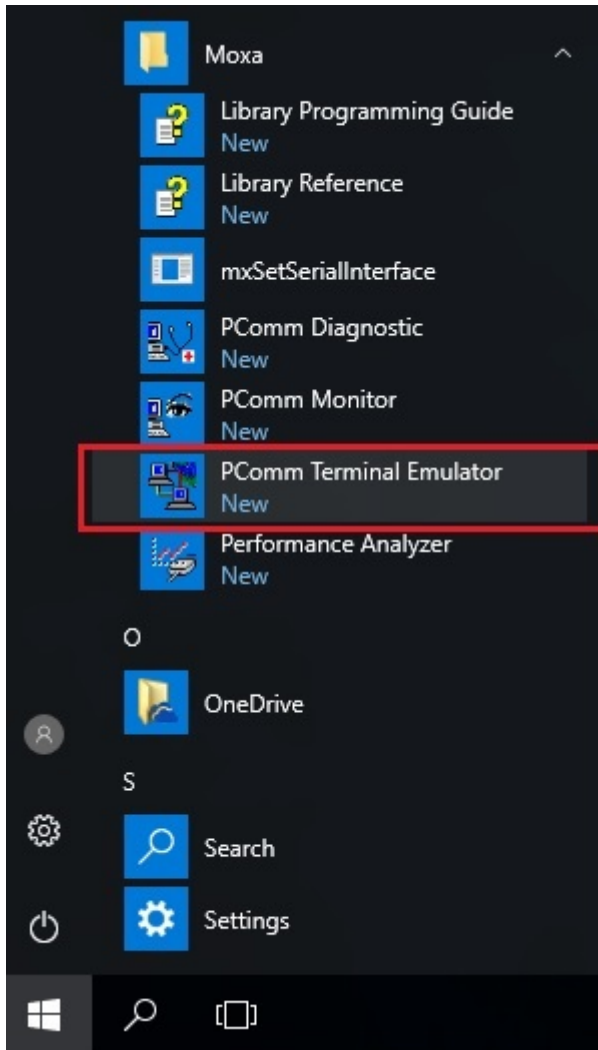 Moxa
Library Programming Guide
New
Library Reference
New
mxSetSerialInterface
PComm Diagnostic
New
PComm Monitor
New
PComm Terminal Emulator
New
Performance Analyzer
New
O
OneDrive
S
Search
Settings